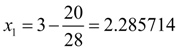 x₁ = 3 − 20/28 = 2.285714